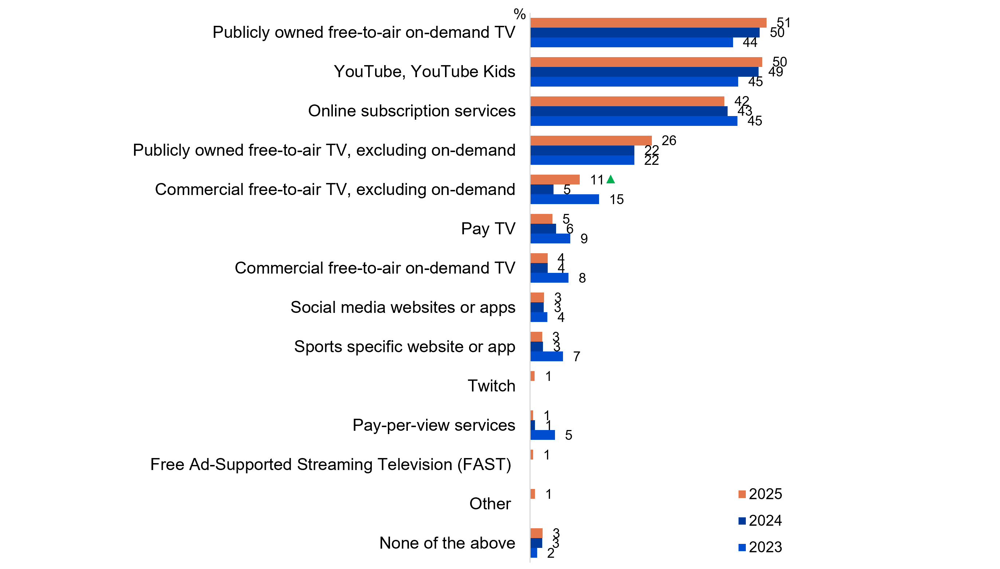 %
Publicly owned free-to-air on-demand TV
51
50
44
YouTube, YouTube Kids
50
49
45
Online subscription services
42
43
45
Publicly owned free-to-air TV, excluding on-demand
26
22
22
Commercial free-to-air TV, excluding on-demand
11
5
15
Pay TV
5
6
9
Commercial free-to-air on-demand TV
4
4
8
Social media websites or apps
3
3
4
Sports specific website or app
3
3
7
Twitch
1
Pay-per-view services
1
1
5
Free Ad-Supported Streaming Television (FAST)
1
Other
1
None of the above
3
3
2
2025
2024
2023